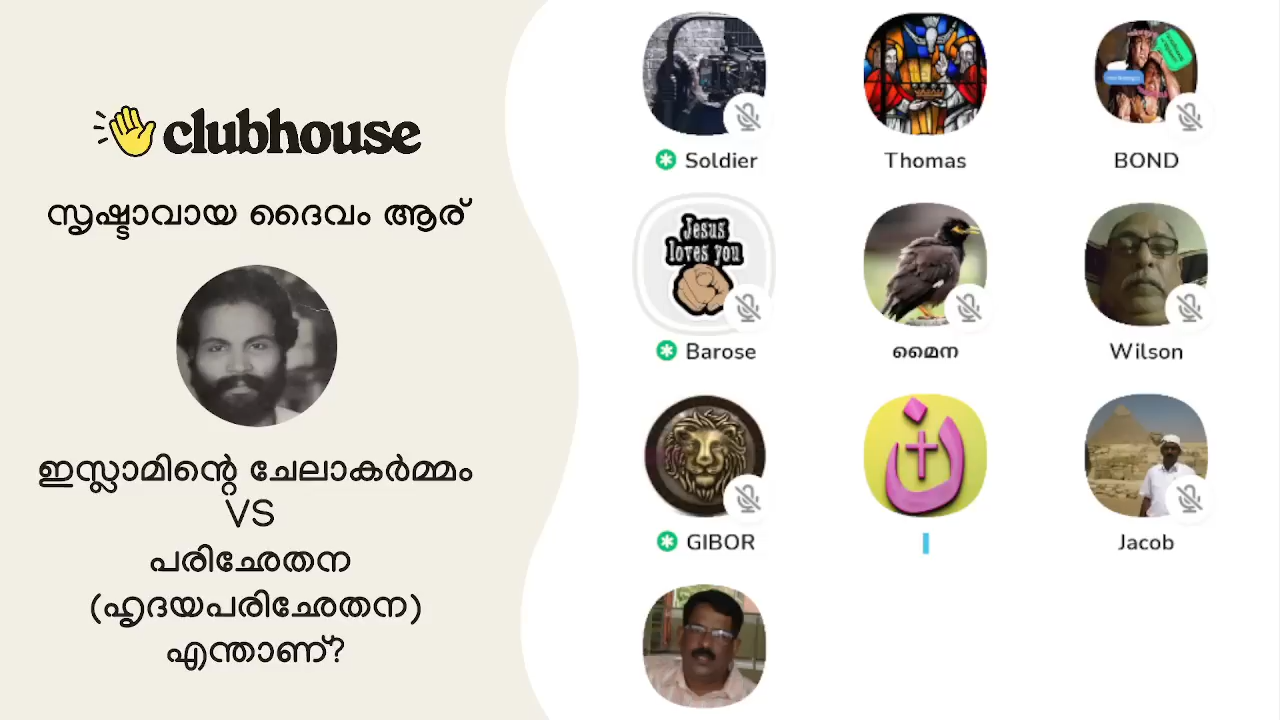 clubhouse
സൃഷ്ടാവായ ദൈവം ആര്
ഇസ്ലാമിന്റെ ചേലാകർമ്മം
VS
പരിഛേതന
(ഹൃദയപരിഛേതന)
എന്താണ്?
Soldier
Thomas
BOND
Jesus
loves you
Barose
മൈന
Wilson
GIBOR
Jacob